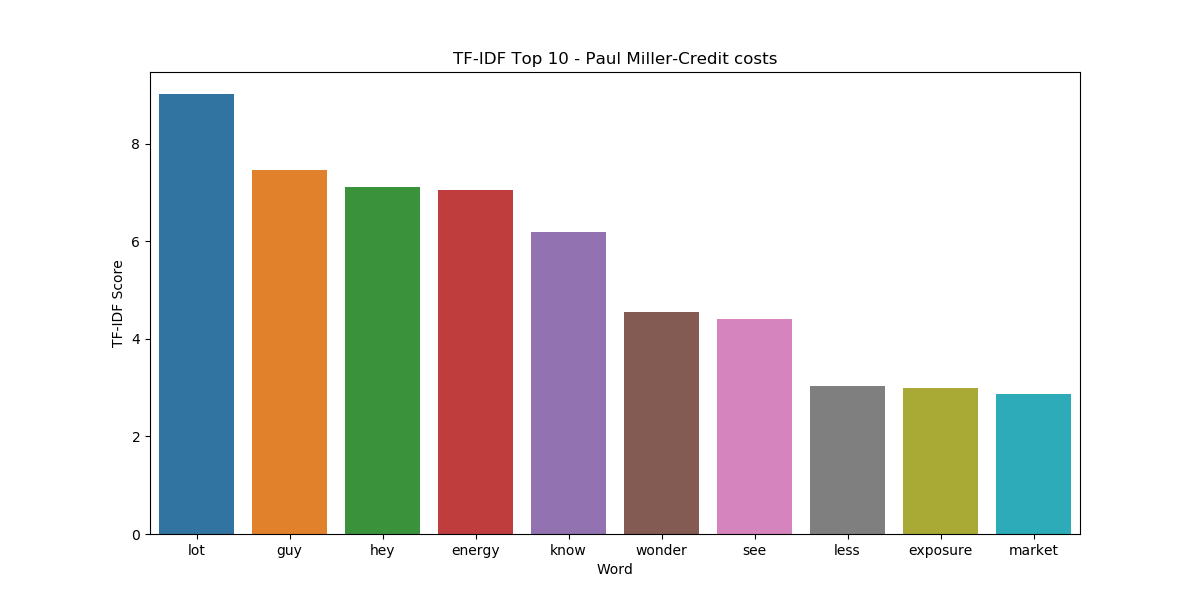 TF-IDF Top 10 - Paul Miller-Credit costs
TF-IDF Score
8
6
4
2
0
lot guy hey energy know wonder see less exposure market
Word